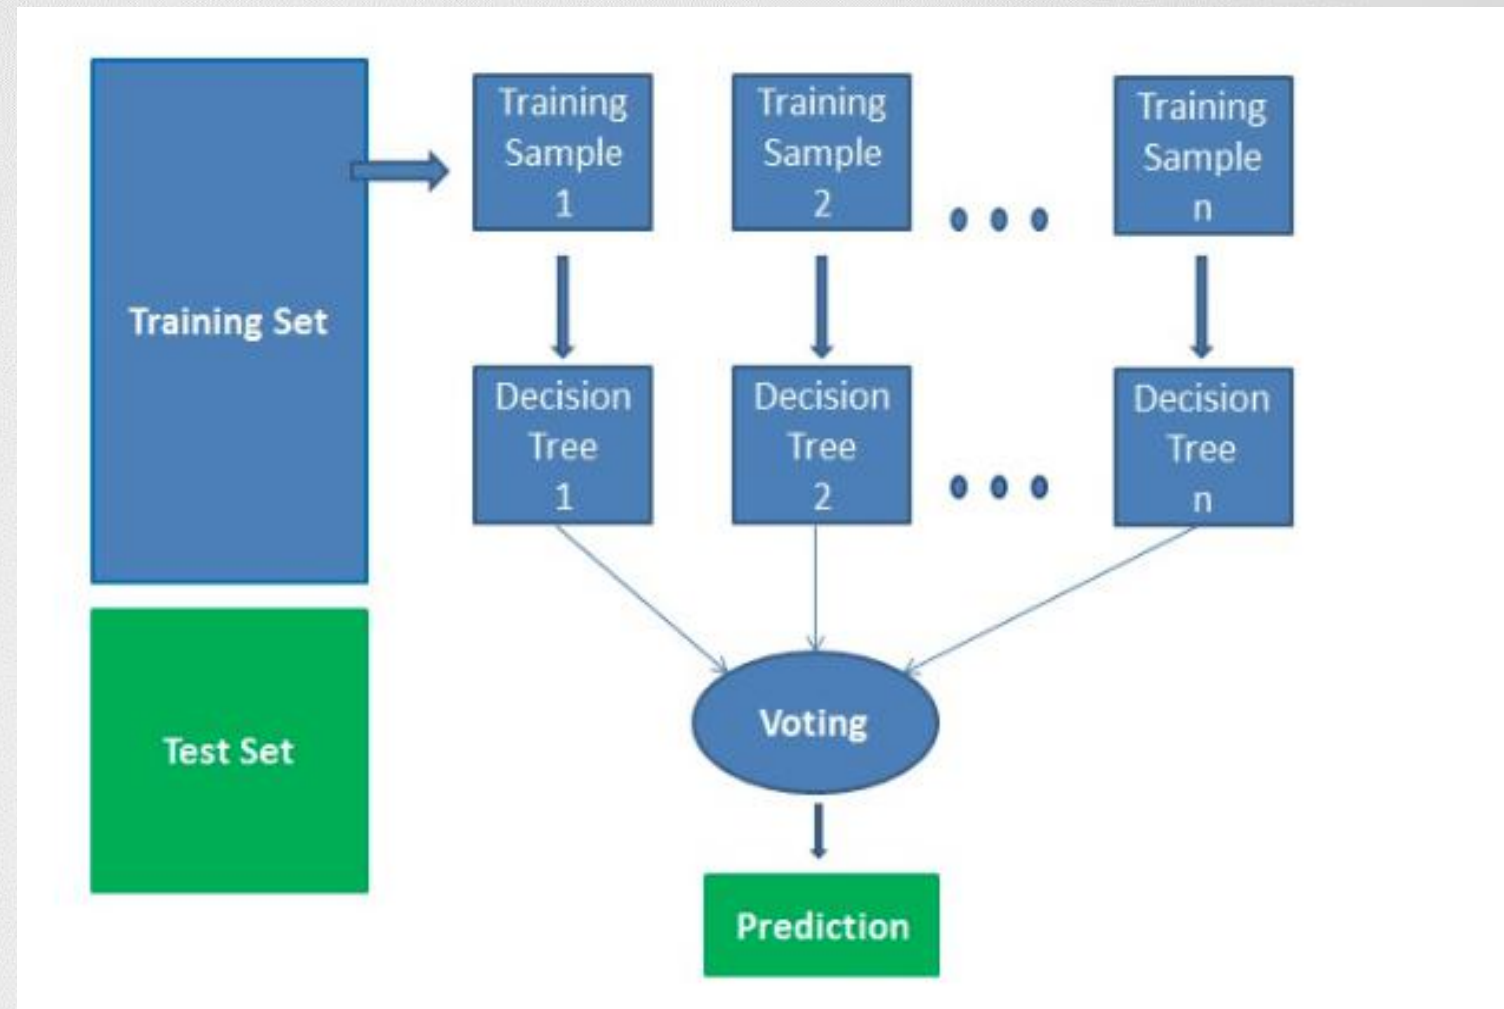 Training Set
Training
Sample
1
Training
Sample
2
Training
Sample
n
Decision
Tree
1
Decision
Tree
2
Decision
Tree
n
Test Set
Voting
Prediction